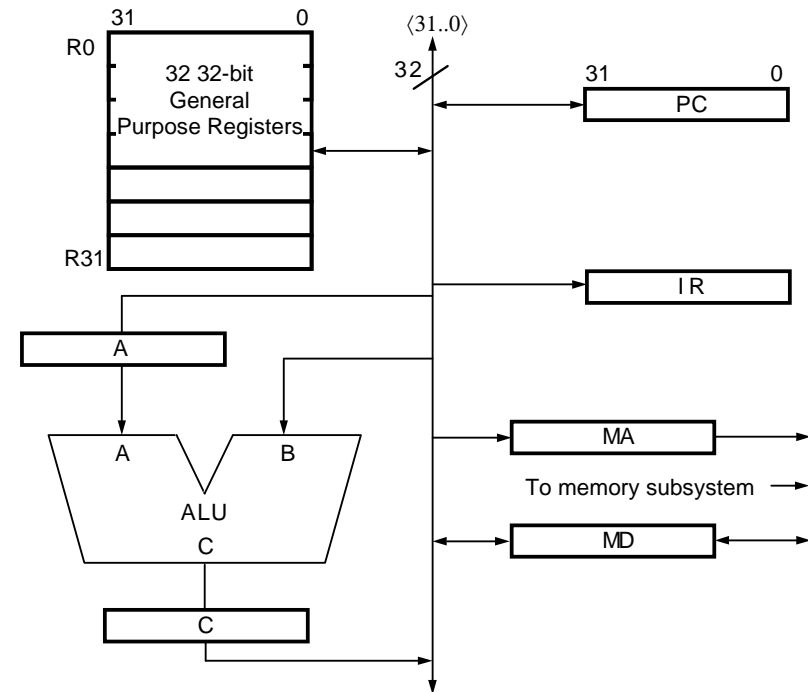 31 0
⟨31..0⟩
R0
32 32-bit
General
Purpose Registers
32
31 0
PC
R31
IR
A
A B
ALU
C
C
MA
To memory subsystem
MD